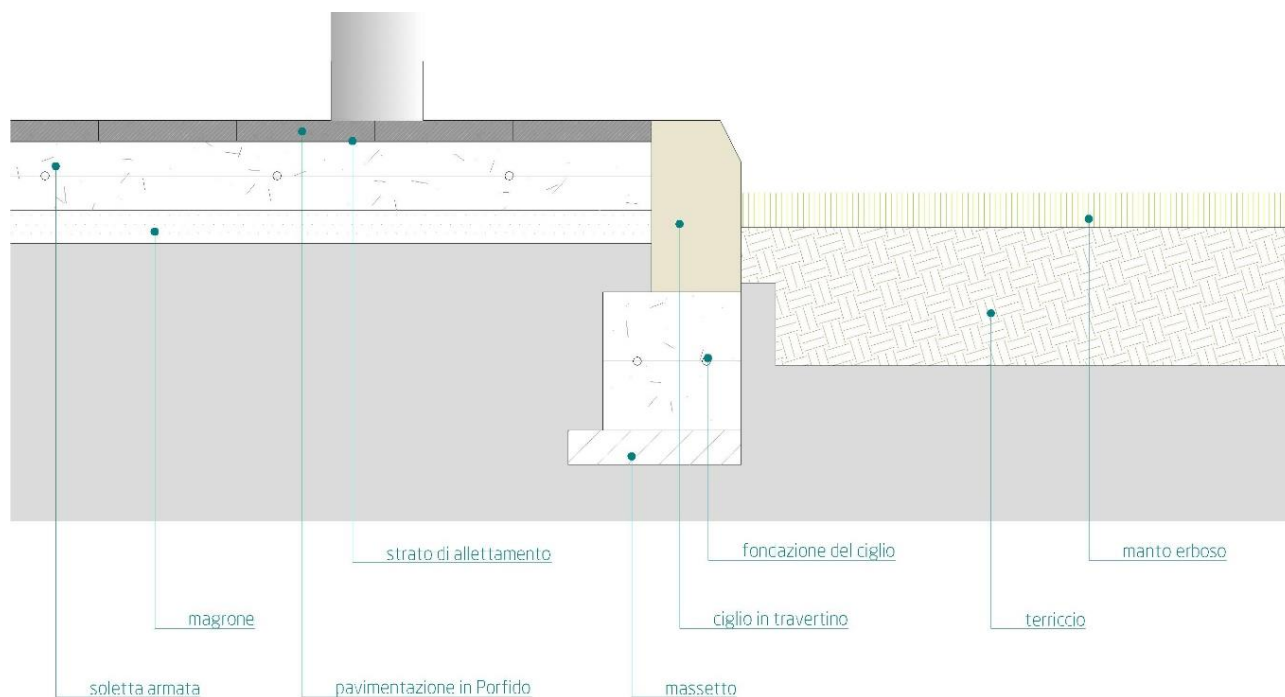 strato di allettamento
foncazione del ciglio
manto erboso
magrone
ciglio in travertino
terriccio
soletta armata
pavimentazione in Porfido
massetto